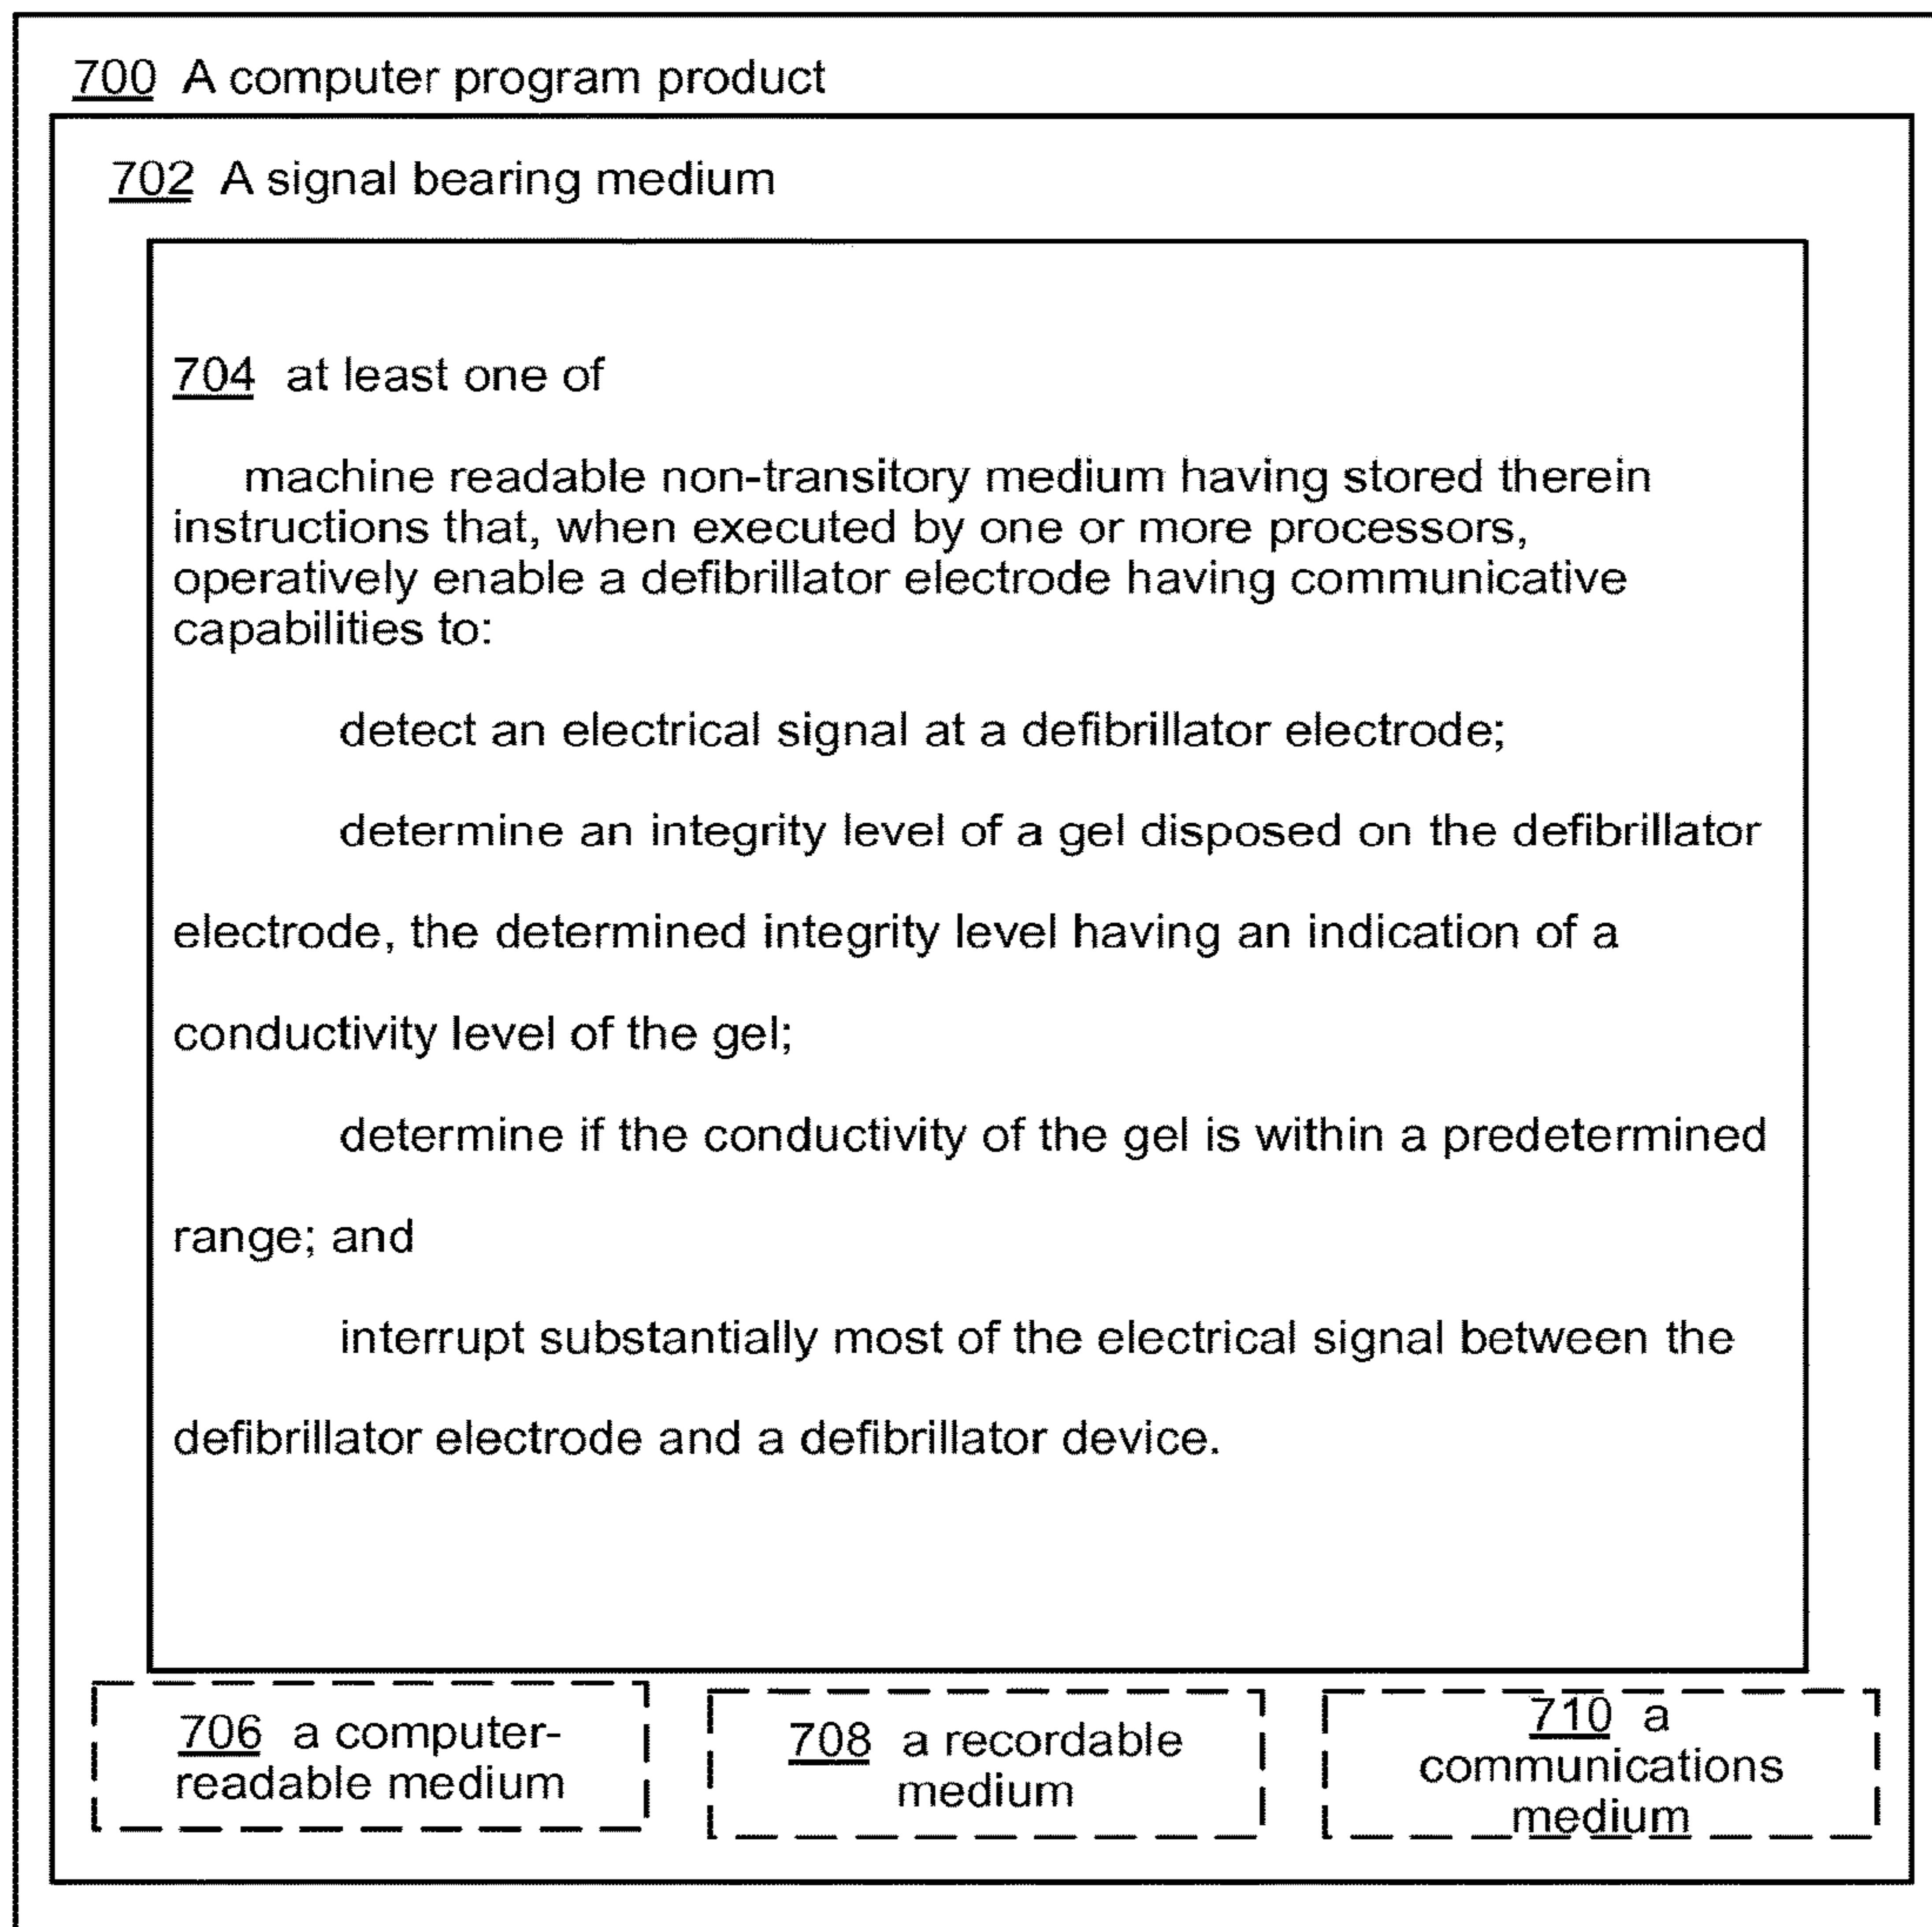 700 A computer program product
702 A signal bearing medium
704 at least one of
machine readable non-transitory medium having stored therein
instructions that, when executed by one or more processors,
operatively enable a defibrillator electrode having communicative
capabilities to:
detect an electrical signal at a defibrillator electrode;
determine an integrity level of a gel disposed on the defibrillator
electrode, the determined integrity level having an indication of a
conductivity level of the gel;
determine if the conductivity of the gel is within a predetermined
range; and
interrupt substantially most of the electrical signal between the
defibrillator electrode and a defibrillator device.
706 a computer-
readable medium
708 a recordable
medium
710 a
communications
medium